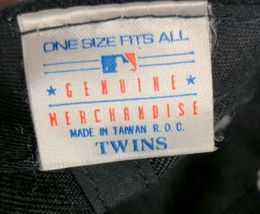 ONE SIZE FITS ALL
GENUINE
MERCHANDISE
MADE IN TAIWAN R.O.C.
TWINS